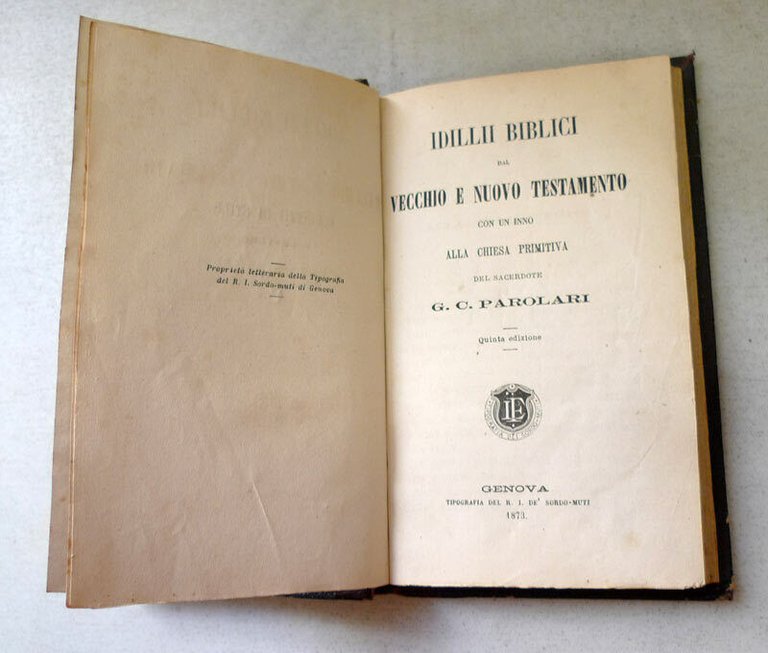 Proprietà letteraria della Tipografia
del R. I. Sordo-muti di Genova
IDILLII BIBLICI
DAL
VECCHIO E NUOVO TESTAMENTO
CON UN INNO
ALLA CHIESA PRIMITIVA
DEL SACERDOTE
G. C. PAROLARI
Quinta edizione
LE
GENOVA
TIPOGRAFIA DEL R. I. DE' SORDO-MUTI
1873.